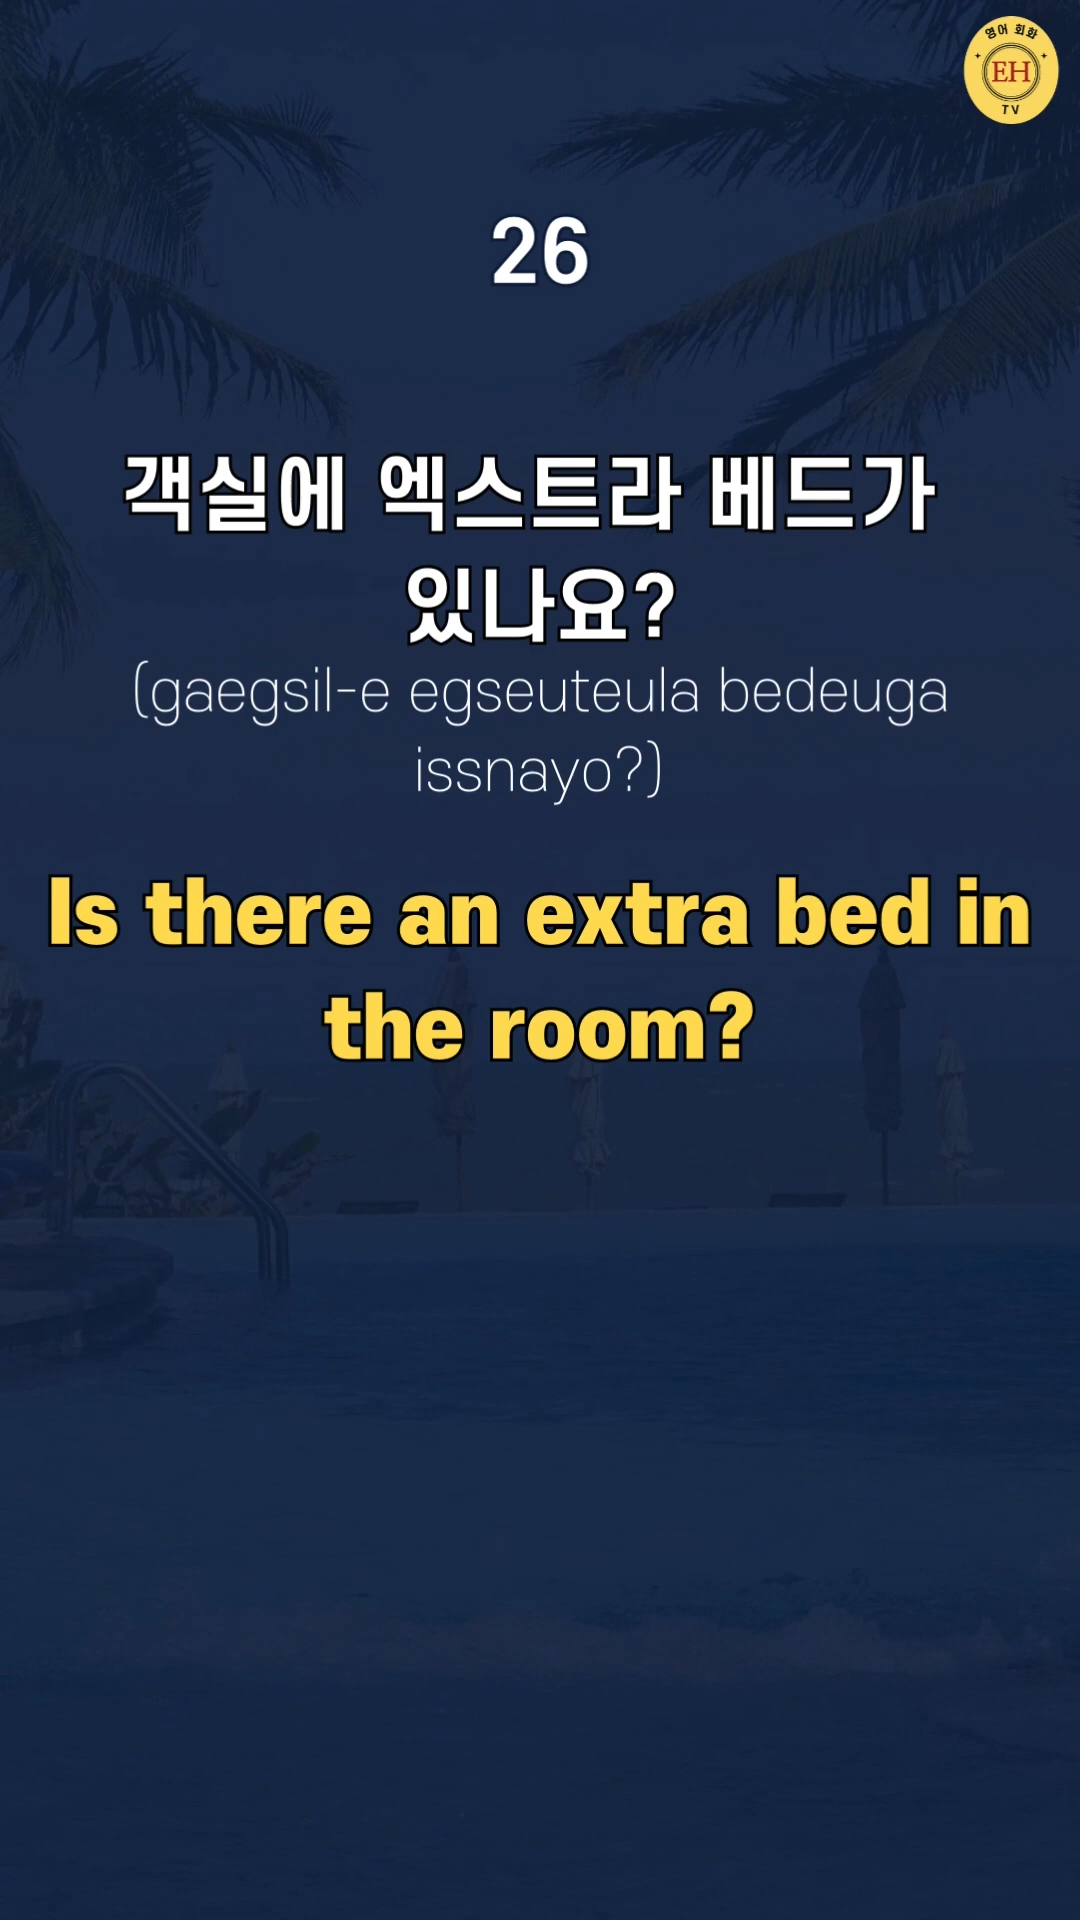 영어 회화
EH
TV
26
객실에 엑스트라 베드가
있나요?
(gaegsil-e egseuteula bedeuga
issnayo?)
Is there an extra bed in
the room?